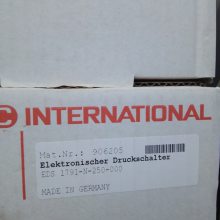 INTERNATIONAL
Mat.Nr.: 906205
Elektronischer Druckschalter
EDS 1791-N-250-000
MADE IN GERMANY